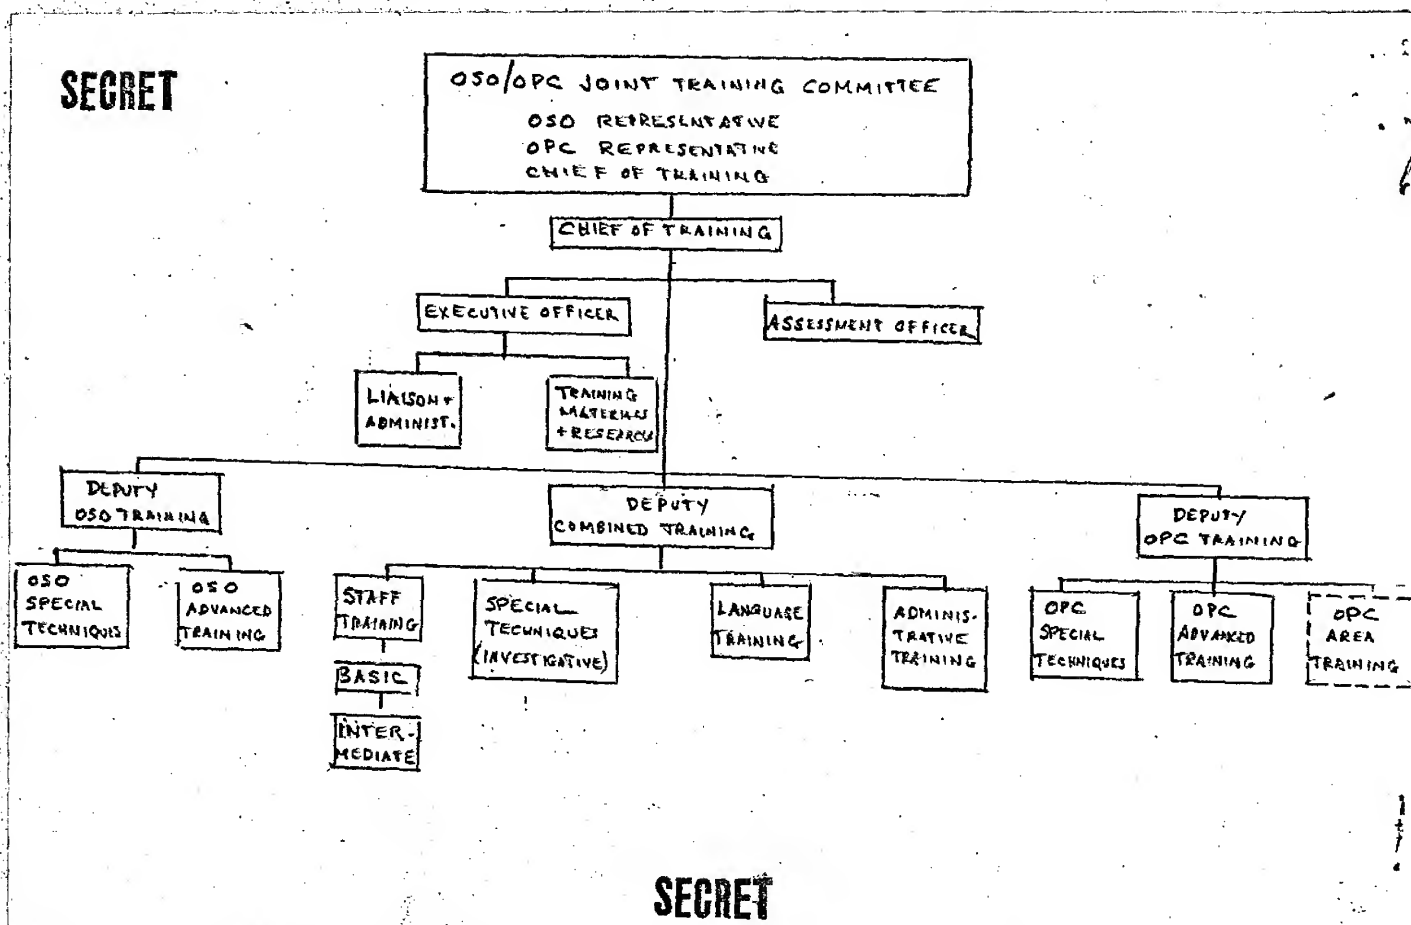 SECRET
OSO/OPC JOINT TRAINING COMMITTEE
OSO REPRESENTATIVE
OPC REPRESENTATIVE
CHIEF OF TRAINING
CHIEF OF TRAINING
EXECUTIVE OFFICER
ASSESSMENT OFFICER
LIAISON +
ADMINIST.
TRAINING
MATERIALS
+ RESEARCH
DEPUTY
OSO TRAINING
DEPUTY
COMBINED TRAINING
DEPUTY
OPC TRAINING
OSO
SPECIAL
TECHNIQUES
OSO
ADVANCED
TRAINING
STAFF
TRAINING
BASIC
INTER-
MEDIATE
SPECIAL
TECHNIQUES
(INVESTIGATIVE)
LANGUAGE
TRAINING
ADMINIS-
TRATIVE
TRAINING
OPC
SPECIAL
TECHNIQUES
OPC
ADVANCED
TRAINING
OPC
AREA
TRAINING
SECRET